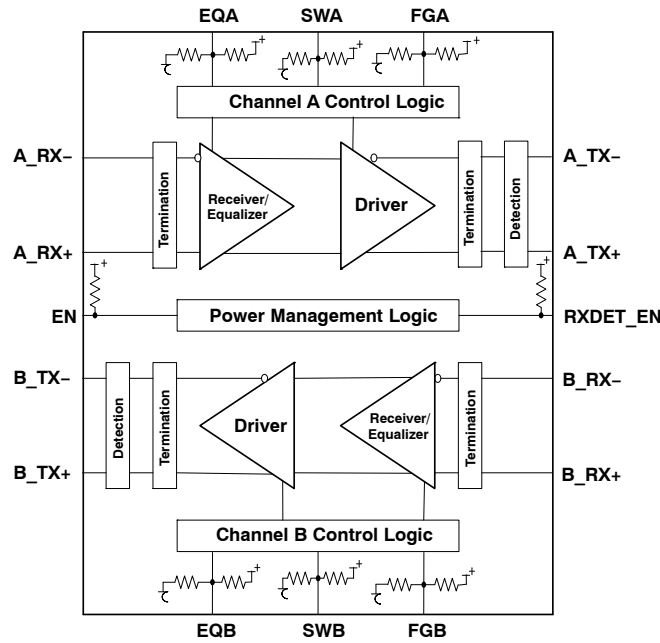 EQA SWA FGA
+ + +
Channel A Control Logic
A_RX− A_TX−
Termination Receiver/ Equalizer Driver Termination Detection
A_RX+ A_TX+
+ +
EN Power Management Logic RXDET_EN
B_TX− B_RX−
Detection Termination Driver Receiver/ Equalizer Termination
B_TX+ B_RX+
Channel B Control Logic
+ + +
EQB SWB FGB